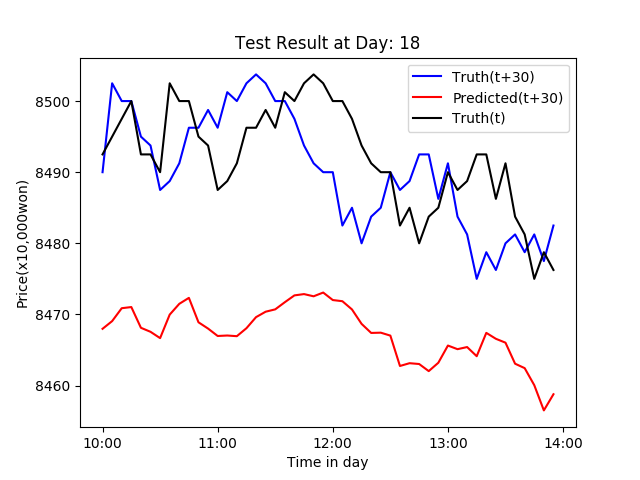 Test Result at Day: 18
Truth(t+30)
Predicted(t+30)
Truth(t)
8500
8490
8480
8470
8460
Price(x10,000won)
10:00 11:00 12:00 13:00 14:00
Time in day